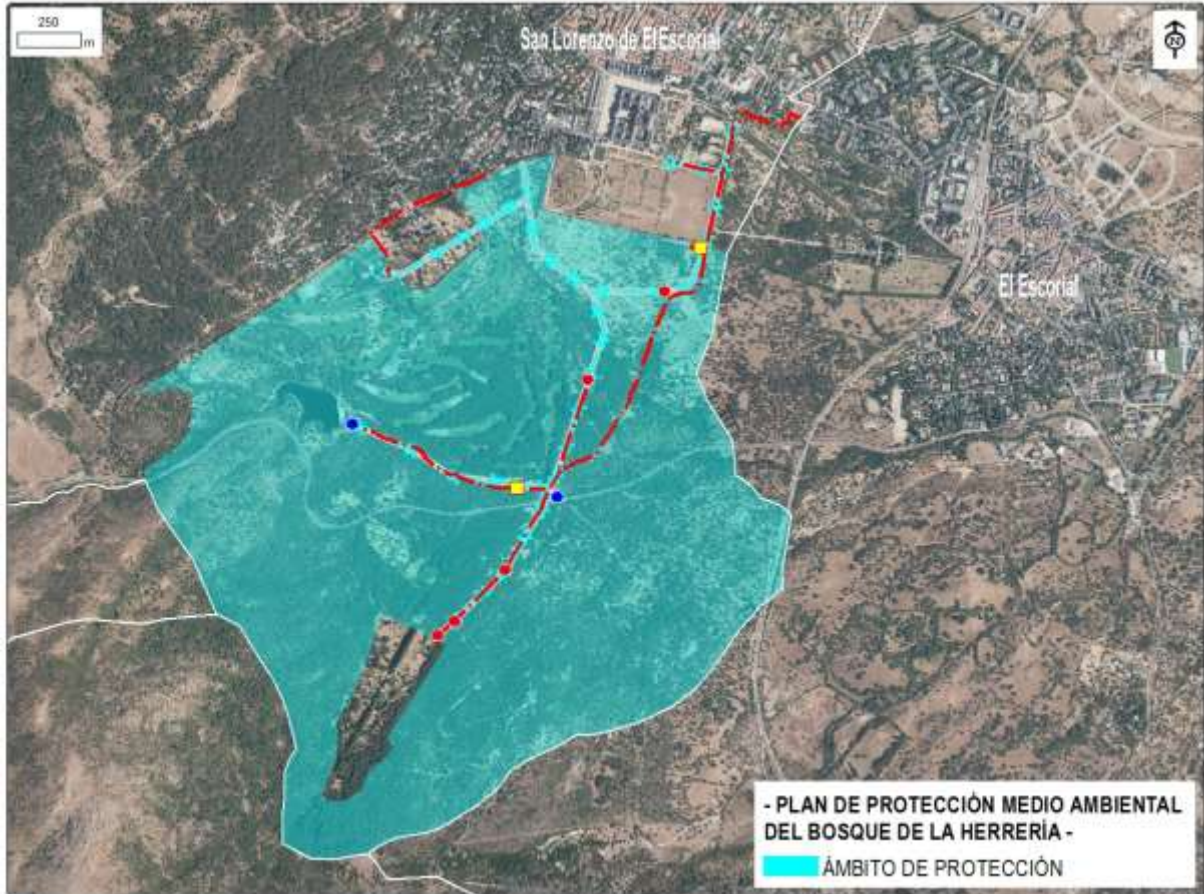 250
m
San Lorenzo de El Escorial
El Escorial
- PLAN DE PROTECCIÓN MEDIO AMBIENTAL
DEL BOSQUE DE LA HERRERÍA -
ÁMBITO DE PROTECCIÓN